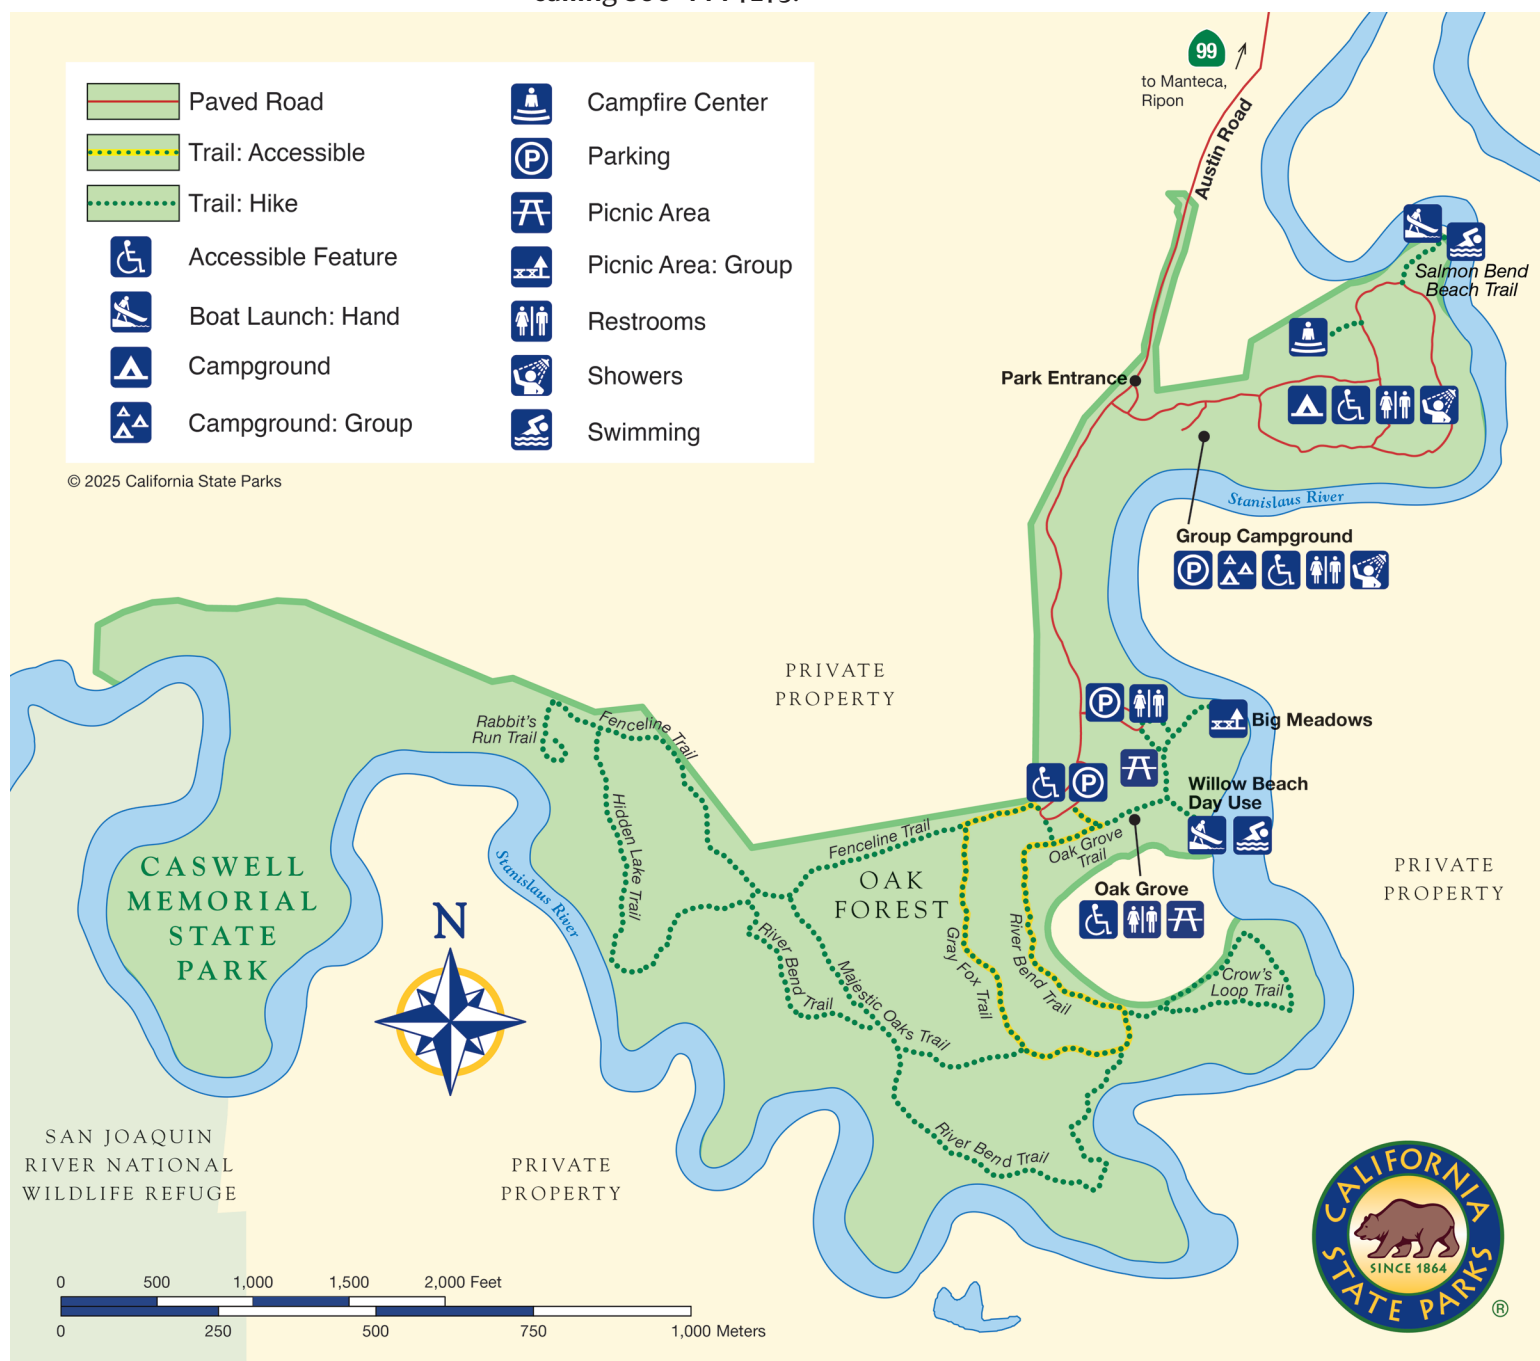 Paved Road
Trail: Accessible
Trail: Hike
Accessible Feature
Boat Launch: Hand
Campground
Campground: Group
Campfire Center
Parking
Picnic Area
Picnic Area: Group
Restrooms
Showers
Swimming
© 2025 California State Parks
99
to Manteca,
Ripon
Austin Road
Salmon Bend
Beach Trail
Park Entrance
Stanislaus River
Group Campground
PRIVATE
PROPERTY
Rabbit's
Run Trail
Fenceline Trail
Big Meadows
Willow Beach
Day Use
Hidden Lake Trail
Fenceline Trail
Oak Grove
Trail
Stanislaus River
CASWELL
MEMORIAL
STATE
PARK
OAK
FOREST
Oak Grove
PRIVATE
PROPERTY
N
River Bend Trail
Majestic Oaks Trail
Gray Fox Trail
River Bend Trail
Crow's
Loop Trail
River Bend Trail
SAN JOAQUIN
RIVER NATIONAL
WILDLIFE REFUGE
PRIVATE
PROPERTY
0 500 1,000 1,500 2,000 Feet
0 250 500 750 1,000 Meters
CALIFORNIA
SINCE 1864
STATE PARKS
®